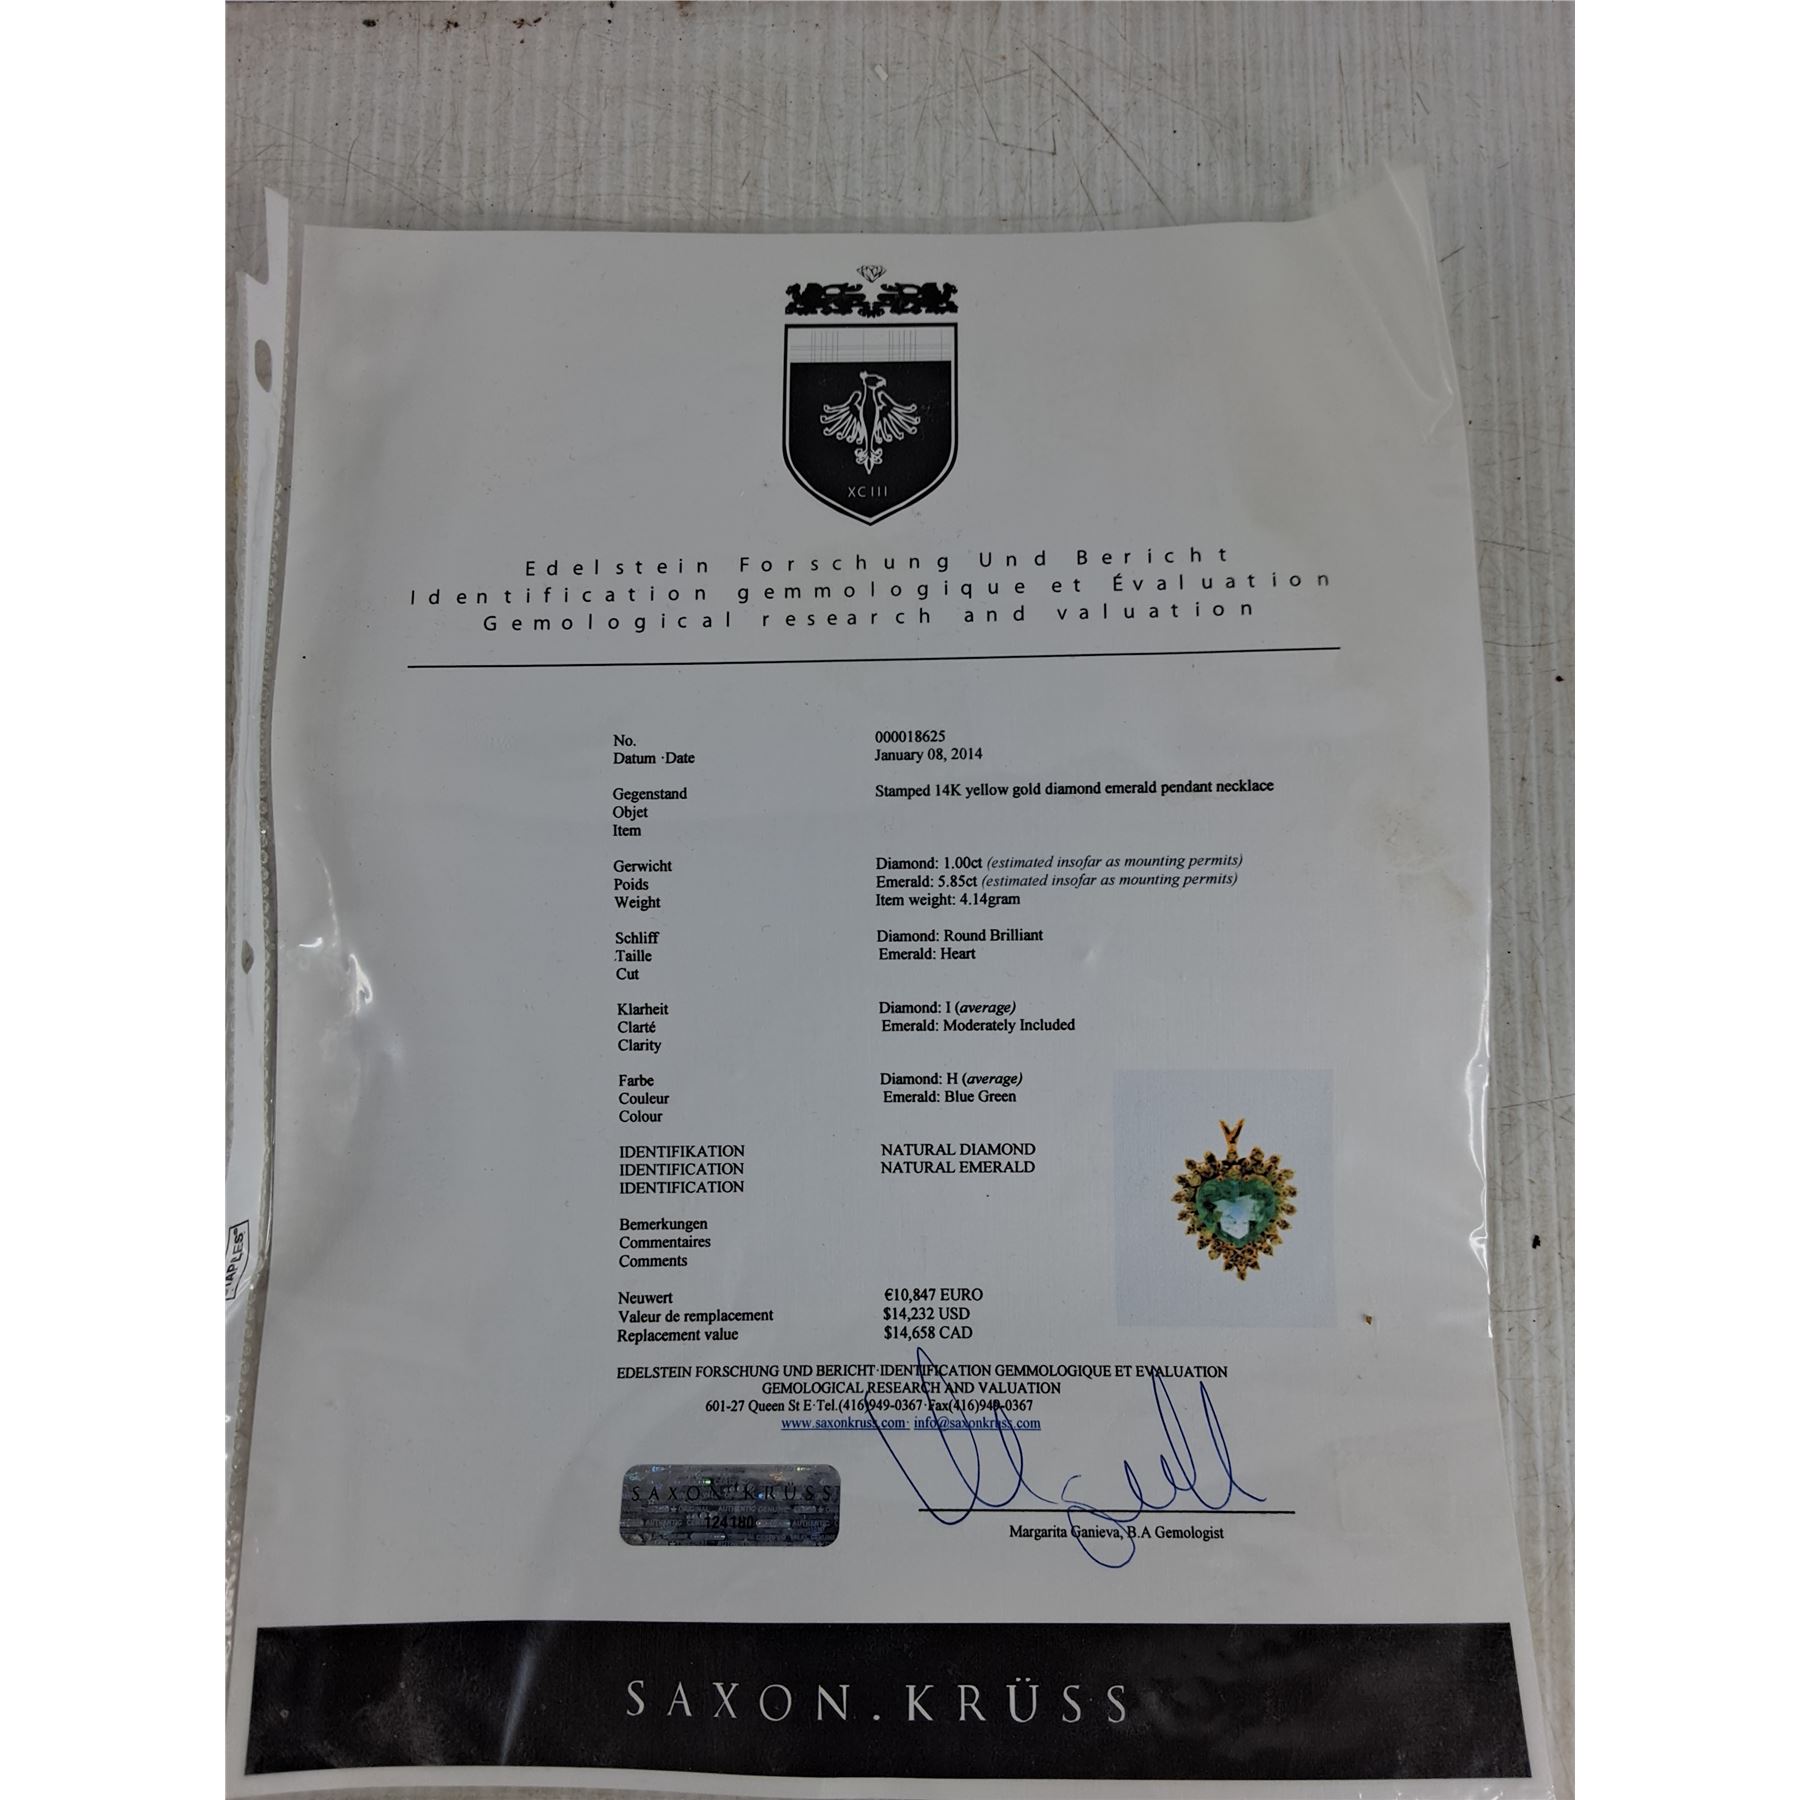 XCIII
Edelstein Forschung Und Bericht
Identification gemmologique et Évaluation
Gemological research and valuation
No. 000018625
Datum ·Date January 08, 2014
Gegenstand Stamped 14K yellow gold diamond emerald pendant necklace
Objet
Item
Gerwicht Diamond: 1.00ct (estimated insofar as mounting permits)
Poids Emerald: 5.85ct (estimated insofar as mounting permits)
Weight Item weight: 4.14gram
Schliff Diamond: Round Brilliant
Taille Emerald: Heart
Cut
Klarheit Diamond: I (average)
Clarté Emerald: Moderately Included
Clarity
Farbe Diamond: H (average)
Couleur Emerald: Blue Green
Colour
IDENTIFIKATION NATURAL DIAMOND
IDENTIFICATION NATURAL EMERALD
IDENTIFICATION
Bemerkungen
Commentaires
Comments
Neuwert €10,847 EURO
Valeur de remplacement $14,232 USD
Replacement value $14,658 CAD
EDELSTEIN FORSCHUNG UND BERICHT·IDENTIFICATION GEMMOLOGIQUE ET EVALUATION
GEMOLOGICAL RESEARCH AND VALUATION
601-27 Queen St E·Tel.(416)949-0367·Fax(416)949-0367
www.saxonkruss.com· info@saxonkruss.com
SAXON KRÜSS
124180
Margarita Ganieva, B.A Gemologist
SAXON.KRÜSS